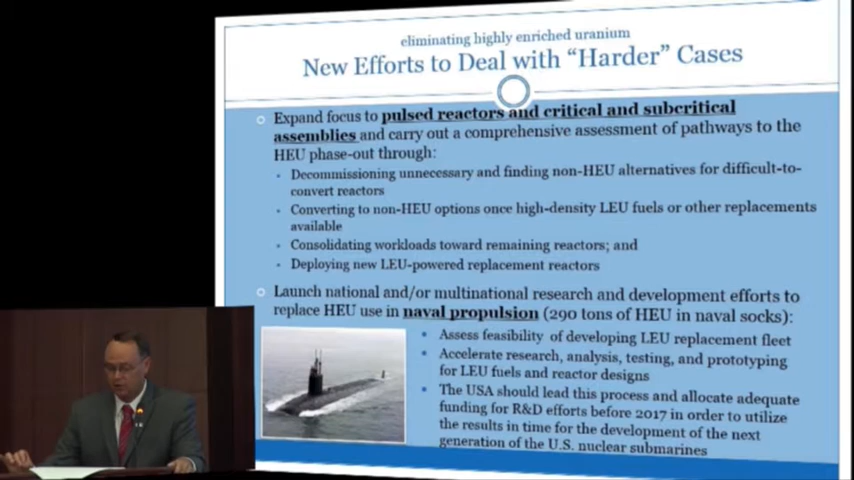 eliminating highly enriched uranium
New Efforts to Deal with “Harder” Cases
Expand focus to pulsed reactors and critical and subcritical
assemblies and carry out a comprehensive assessment of pathways to the
HEU phase-out through:
Decommissioning unnecessary and finding non-HEU alternatives for difficult-to-
convert reactors
Converting to non-HEU options once high-density LEU fuels or other replacements
available
Consolidating workloads toward remaining reactors; and
Deploying new LEU-powered replacement reactors
Launch national and/or multinational research and development efforts to
replace HEU use in naval propulsion (290 tons of HEU in naval socks):
Assess feasibility of developing LEU replacement fleet
Accelerate research, analysis, testing, and prototyping
for LEU fuels and reactor designs
The USA should lead this process and allocate adequate
funding for R&D efforts before 2017 in order to utilize
the results in time for the development of the next
generation of the U.S. nuclear submarines